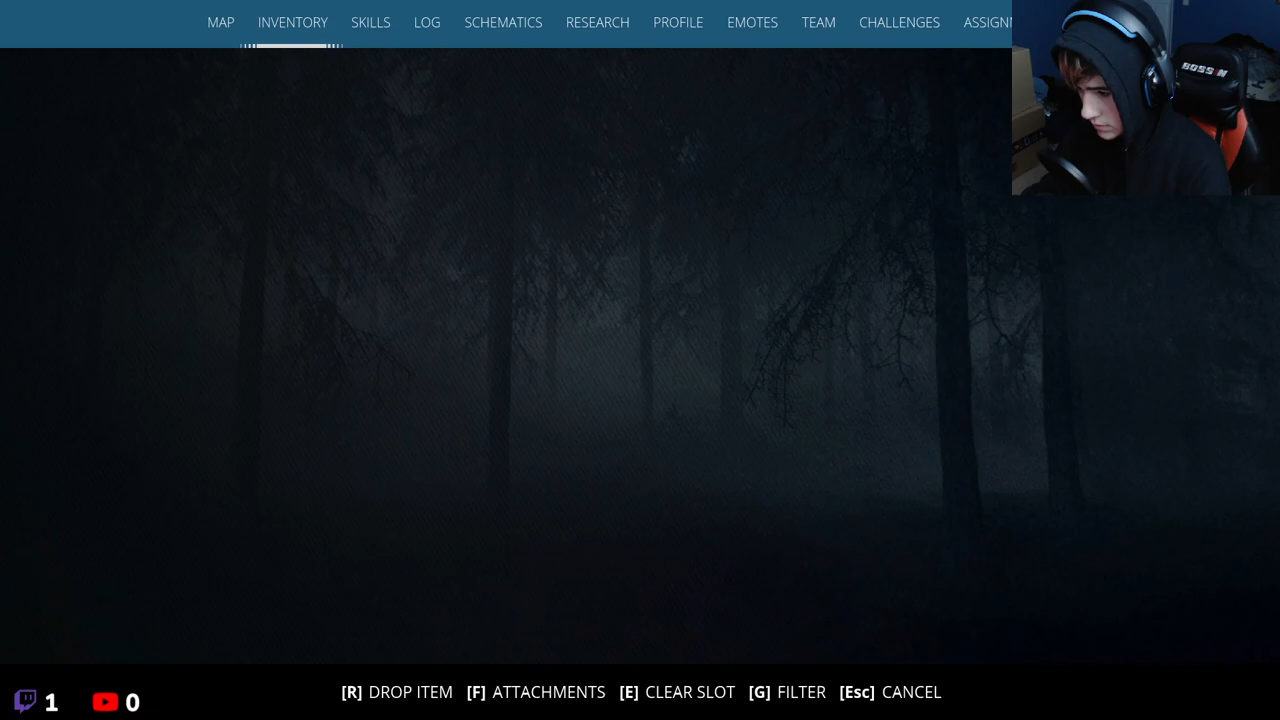 MAP INVENTORY SKILLS LOG SCHEMATICS RESEARCH PROFILE EMOTES TEAM CHALLENGES
BOSSIN
1 0 [R] DROP ITEM [F] ATTACHMENTS [E] CLEAR SLOT [G] FILTER [Esc] CANCEL